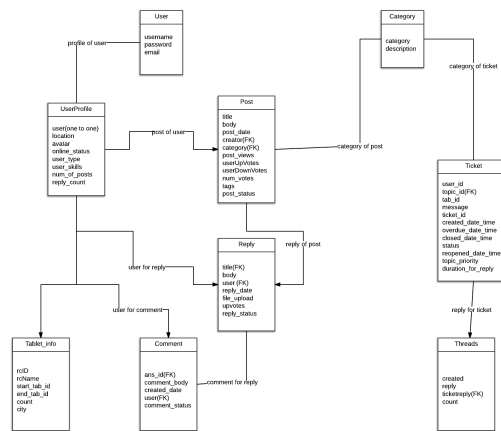 User
username
password
email
Category
category
description
profile of user
category of ticket
UserProfile
user(one to one)
location
avatar
online_status
user_type
user_skills
num_of_posts
reply_count
post of user
Post
title
body
post_date
creator(FK)
category(FK)
post_views
userUpVotes
userDownVotes
num_votes
tags
post_status
category of post
Ticket
user_id
topic_id(FK)
tab_id
message
ticket_id
created_date_time
overdue_date_time
closed_date_time
status
reopened_date_time
topic_priority
duration_for_reply
user for reply
Reply
title(FK)
body
user (FK)
reply_date
file_upload
upvotes
reply_status
reply of post
user for comment
reply for ticket
Tablet_info
rcID
rcName
start_tab_id
end_tab_id
count
city
Comment
ans_id(FK)
comment_body
created_date
user(FK)
comment_status
comment for reply
Threads
created
reply
ticketreply(FK)
count